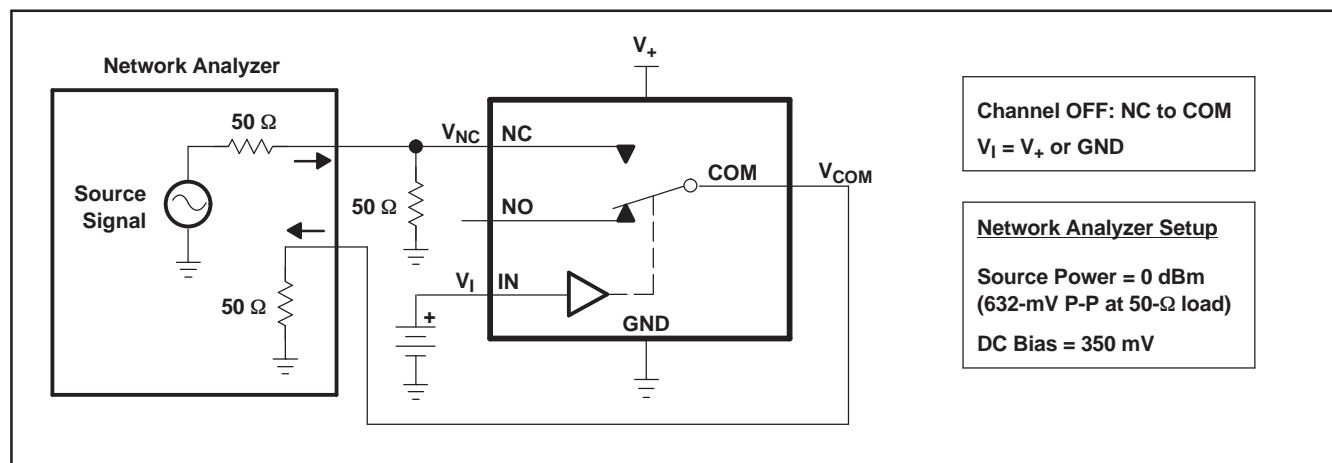 V+
Network Analyzer
50 Ω
Source
Signal
50 Ω
VNC NC
50 Ω
NO
COM
VCOM
VI IN
+
GND
Channel OFF: NC to COM
VI = V+ or GND
Network Analyzer Setup
Source Power = 0 dBm
(632-mV P-P at 50-Ω load)
DC Bias = 350 mV